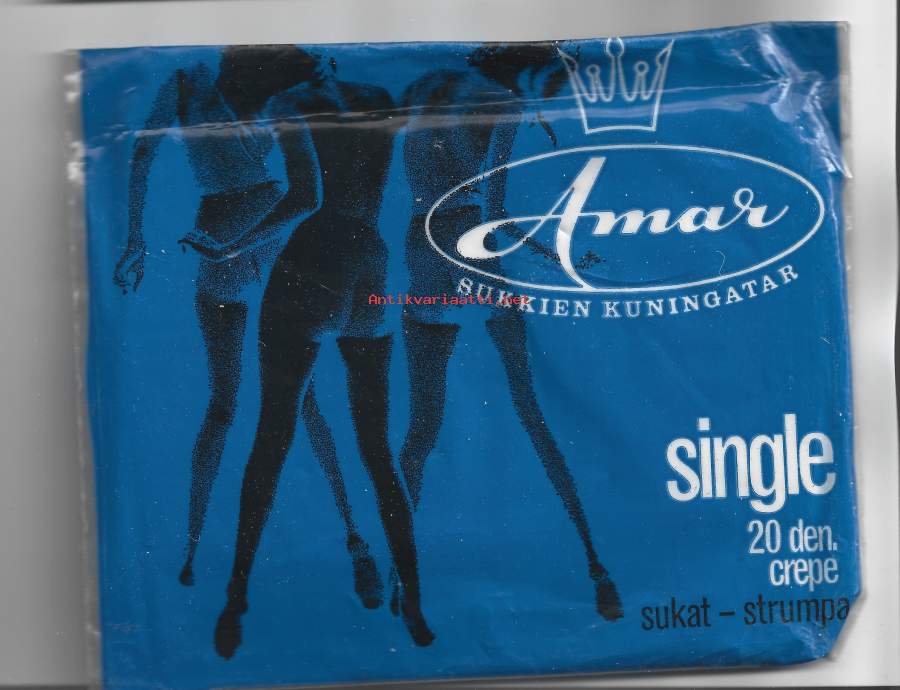 Amar
SUKKIEN KUNINGATAR
Antikvariaatti.net
single
20 den.
crepe
sukat – strumpa